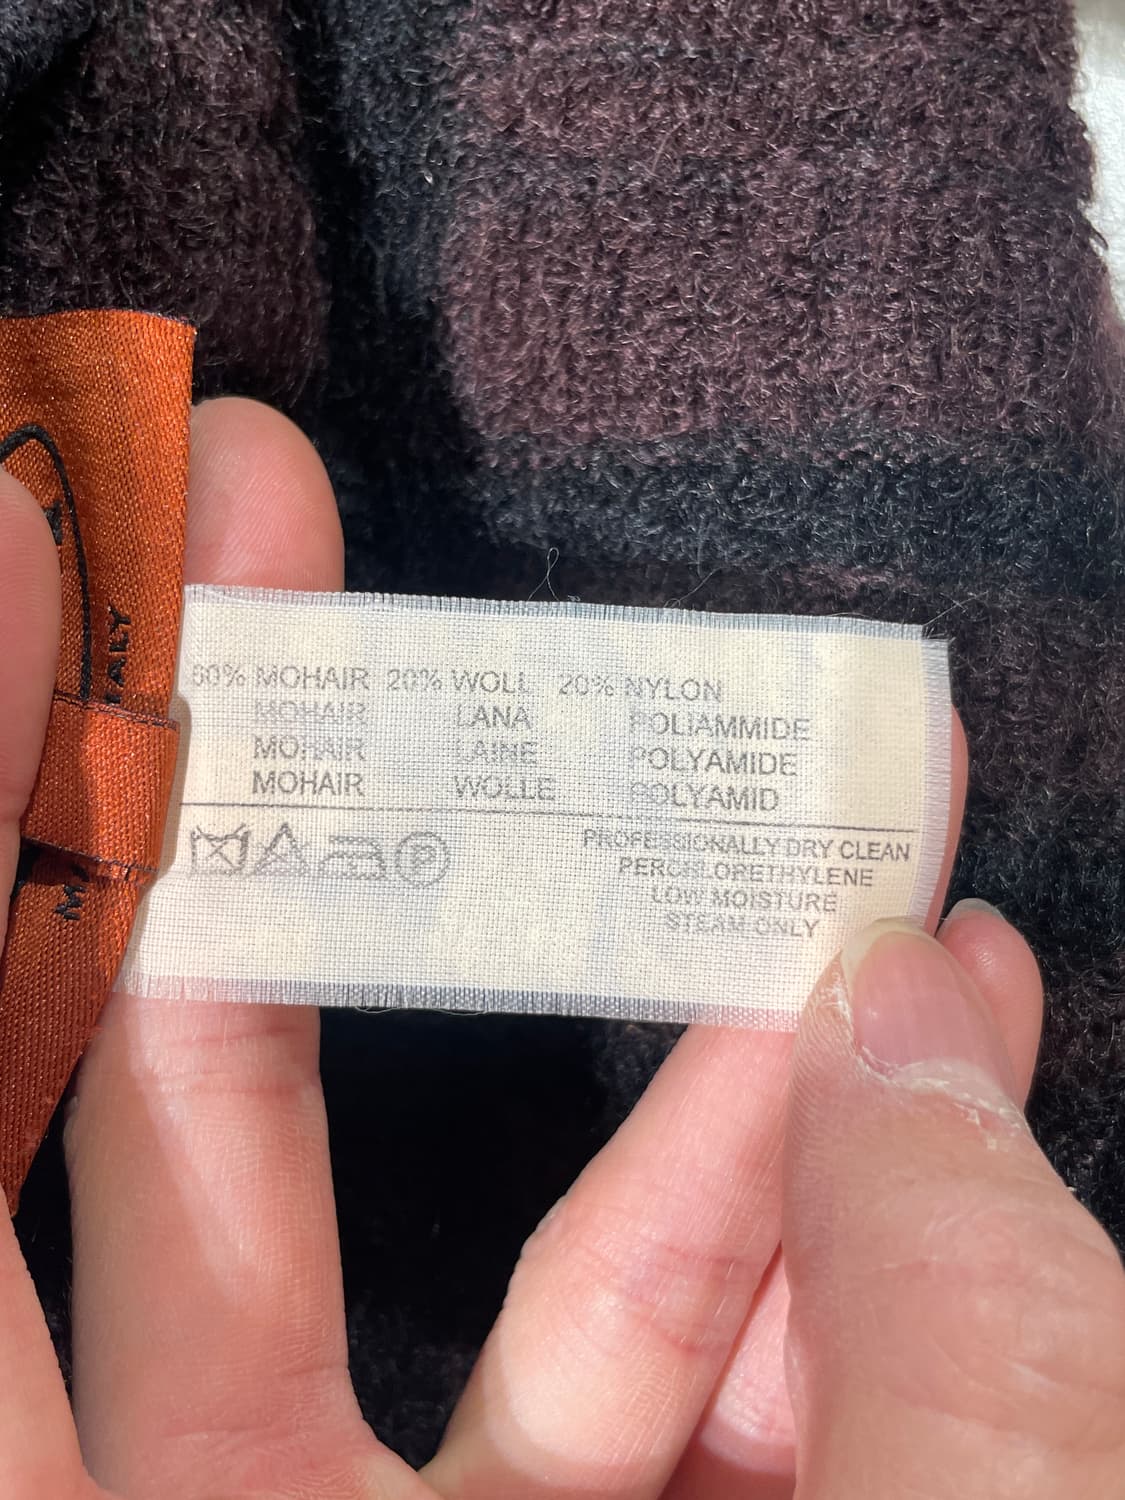 60% MOHAIR 20% WOLL 20% NYLON
MOHAIR LANA POLIAMMIDE
MOHAIR LAINE POLYAMIDE
MOHAIR WOLLE POLYAMID
P
PROFESSIONALLY DRY CLEAN
PERCHLORETHYLENE
LOW MOISTURE
STEAM ONLY
ITALY